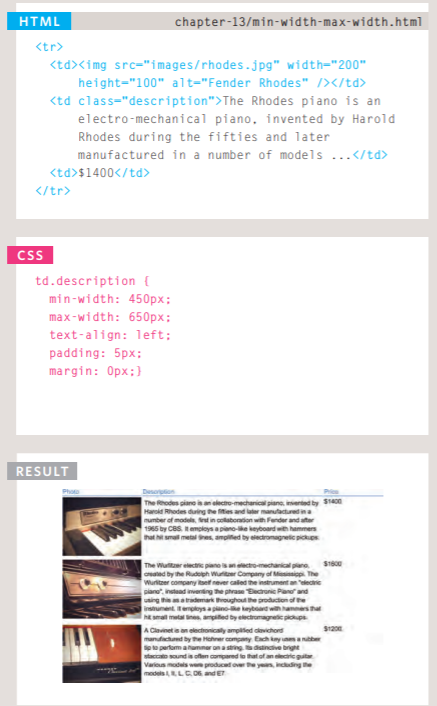 HTML
chapter-13/min-width-max-width.html
<tr>
<td><img src="images/rhodes.jpg" width="200"
height="100" alt="Fender Rhodes" /></td>
<td class="description">The Rhodes piano is an
electro-mechanical piano, invented by Harold
Rhodes during the fifties and later
manufactured in a number of models ...</td>
<td>$1400</td>
</tr>
CSS
td.description {
min-width: 450px;
max-width: 650px;
text-align: left;
padding: 5px;
margin: 0px;}
RESULT
Photo Description Price
The Rhodes piano is an electro-mechanical piano, invented by $1400
Harold Rhodes during the fifties and later manufactured in a
number of models, first in collaboration with Fender and after
1965 by CBS. It employs a piano-like keyboard with hammers
that hit small metal lines, amplified by electromagnetic pickups.
The Wurlitzer electric piano is an electro-mechanical piano, $1600
created by the Rudolph Wurlitzer Company of Mississippi. The
Wurlitzer company itself never called the instrument an "electric
piano", instead inventing the phrase "Electronic Piano" and
using this as a trademark throughout the production of the
instrument. It employs a piano-like keyboard with hammers that
hit small metal lines, amplified by electromagnetic pickups.
A Clavinet is an electronically amplified clavichord $1200
manufactured by the Hohner company. Each key uses a rubber
tip to perform a hammer on a string. Its distinctive bright
staccato sound is often compared to that of an electric guitar.
Various models were produced over the years, including the
models I, II, L, C, D6, and E7.